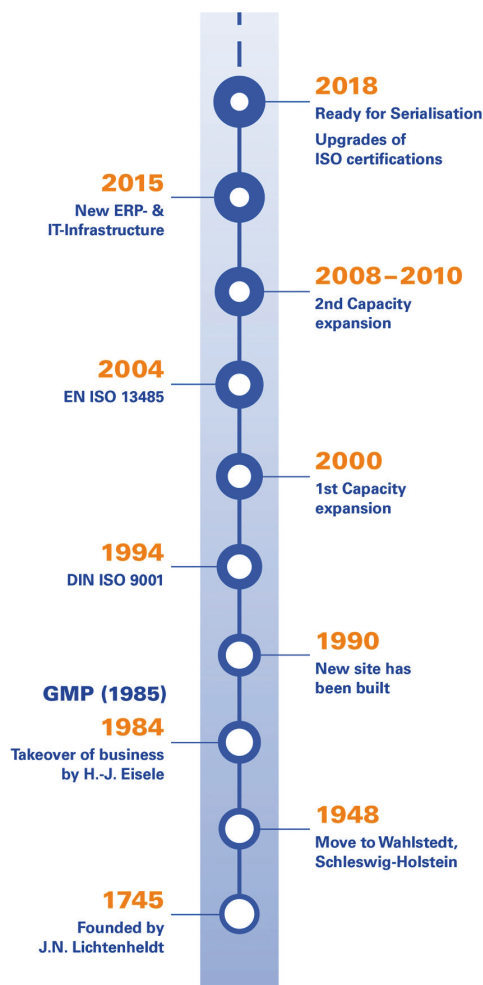 2018
Ready for Serialisation
Upgrades of
ISO certifications
2015
New ERP- &
IT-Infrastructure
2008–2010
2nd Capacity
expansion
2004
EN ISO 13485
2000
1st Capacity
expansion
1994
DIN ISO 9001
1990
New site has
been built
GMP (1985)
1984
Takeover of business
by H.-J. Eisele
1948
Move to Wahlstedt,
Schleswig-Holstein
1745
Founded by
J.N. Lichtenheldt